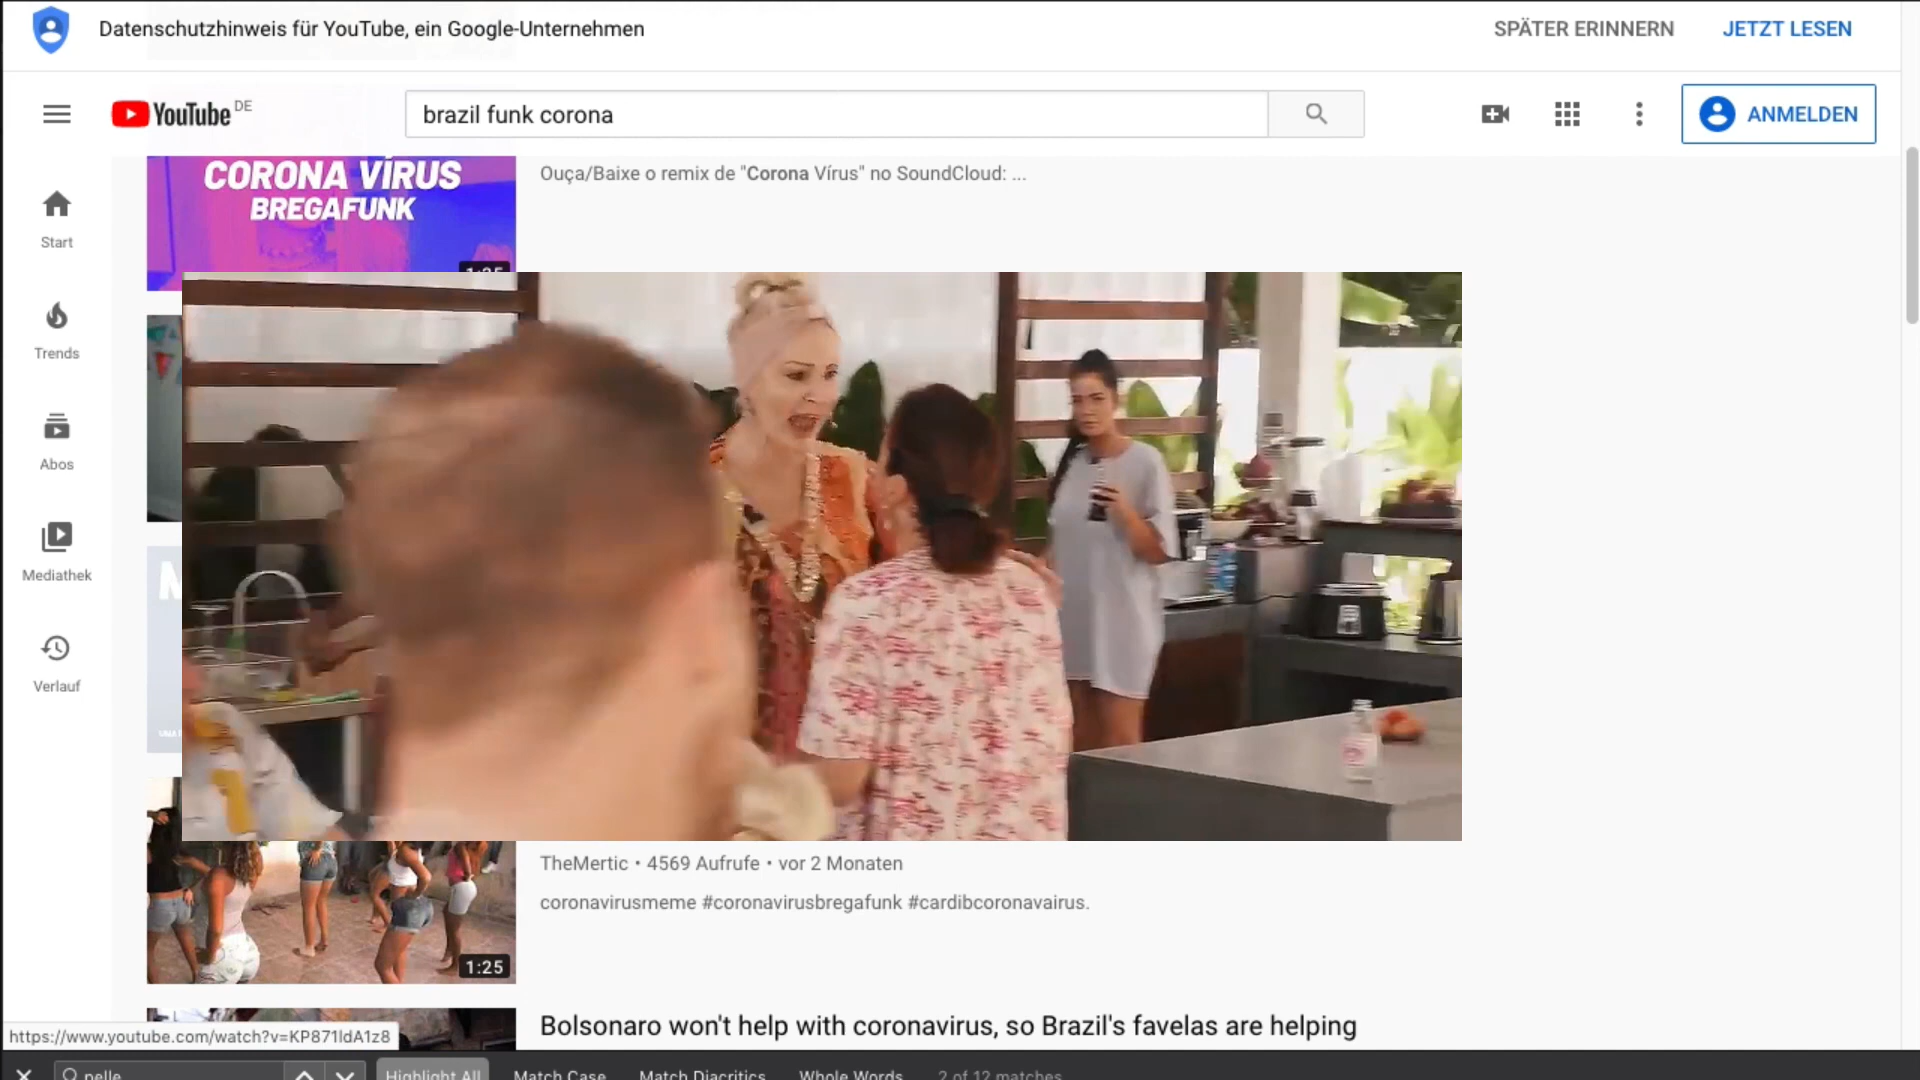 Datenschutzhinweis für YouTube, ein Google-Unternehmen
SPÄTER ERINNERN
JETZT LESEN
YouTube DE
brazil funk corona
ANMELDEN
CORONA VÍRUS
BREGAFUNK
Ouça/Baixe o remix de "Corona Vírus" no SoundCloud: ...
Start
Trends
Abos
Mediathek
Verlauf
TheMertic • 4569 Aufrufe • vor 2 Monaten
coronavirusmeme #coronavirusbregafunk #cardibcoronavairus.
1:25
Bolsonaro won't help with coronavirus, so Brazil's favelas are helping
https://www.youtube.com/watch?v=KP871ldA1z8
pelle
Highlight All
Match Case
Match Diacritics
Whole Words
2 of 12 matches